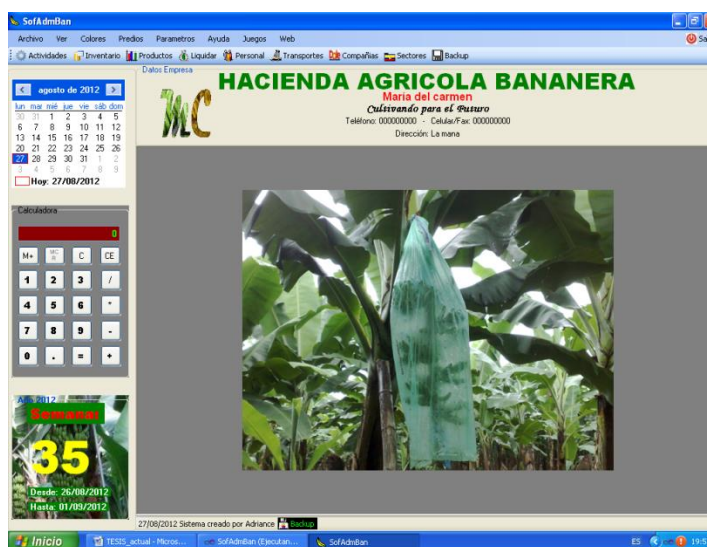 SofAdmBan
Archivo Ver Colores Predios Parametros Ayuda Juegos Web
Actividades Inventario Productos Liquidar Personal Transportes Compañias Sectores Backup
agosto de 2012
lun mar mié jue vie sáb dom
30 31 1 2 3 4 5
6 7 8 9 10 11 12
13 14 15 16 17 18 19
20 21 22 23 24 25 26
27 28 29 30 31 1 2
3 4 5 6 7 8 9
Hoy: 27/08/2012
Datos Empresa
MC
HACIENDA AGRICOLA BANANERA
Maria del carmen
Cultivando para el Futuro
Teléfono: 000000000 - Celular/Fax: 000000000
Dirección: La mana
Calculadora
0
M+ C CE
1 2 3 /
4 5 6 *
7 8 9 -
0 . = +
Año 2012
Semana:
35
Desde: 26/08/2012
Hasta: 01/09/2012
27/08/2012 Sistema creado por Adriance Backup
Inicio TESIS_actual - Micros... SofAdmBan (Ejecutan... SofAdmBan ES